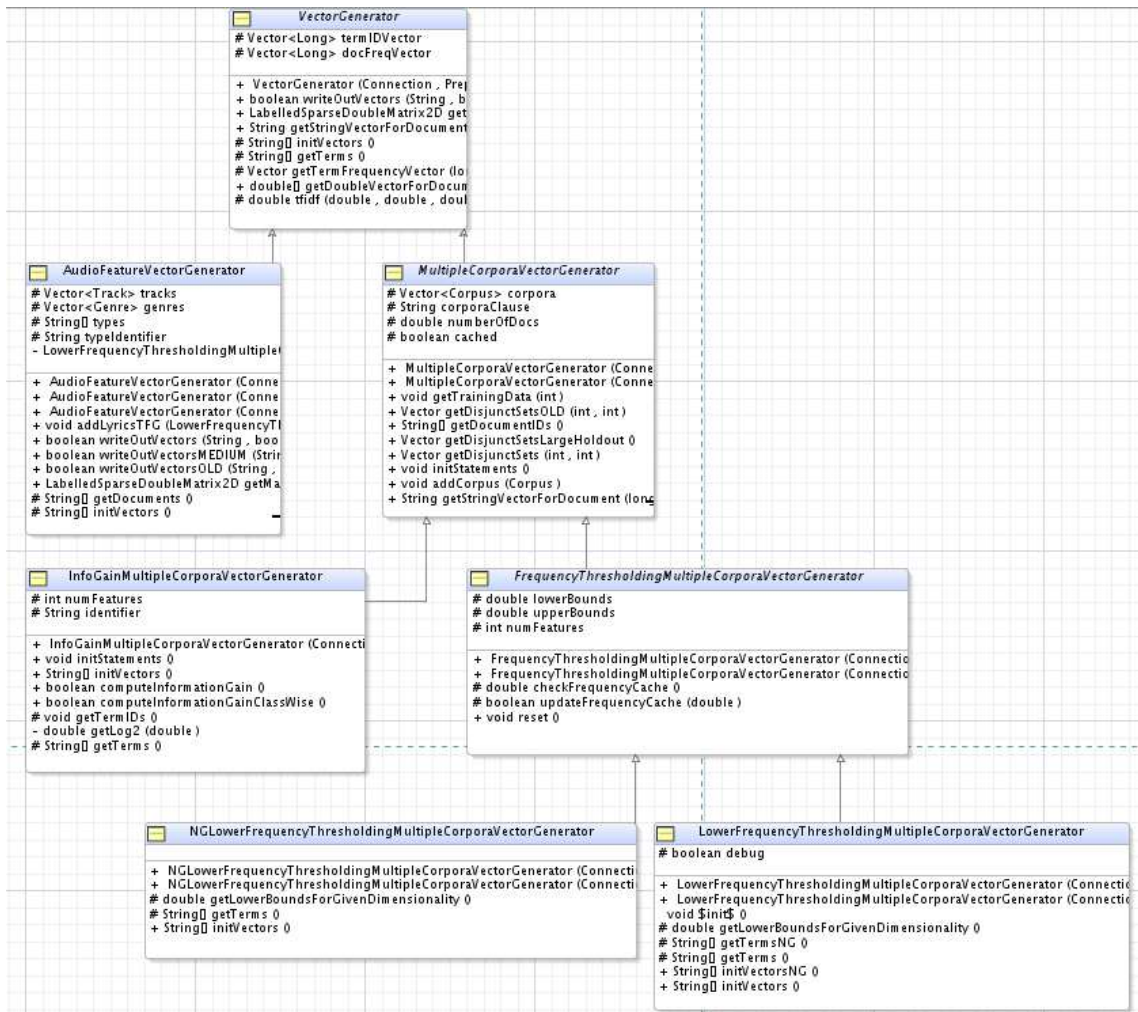 VectorGenerator
# Vector<Long> termIDVector
# Vector<Long> docFreqVector
+ VectorGenerator (Connection , Prep
+ boolean writeOutVectors (String , b
+ LabelledSparseDoubleMatrix2D get
+ String getStringVectorForDocument
# String[] initVectors ()
# String[] getTerms ()
# Vector getTermFrequencyVector (lo
+ double[] getDoubleVectorForDocum
# double tfidf (double , double , doul
AudioFeatureVectorGenerator
# Vector<Track> tracks
# Vector<Genre> genres
# String[] types
# String typeIdentifier
- LowerFrequencyThresholdingMultiple
+ AudioFeatureVectorGenerator (Conne
+ AudioFeatureVectorGenerator (Conne
+ AudioFeatureVectorGenerator (Conne
+ void addLyricsTFG (LowerFrequencyTl
+ boolean writeOutVectors (String , boo
+ boolean writeOutVectorsMEDIUM (Strin
+ boolean writeOutVectorsOLD (String ,
+ LabelledSparseDoubleMatrix2D getMa
# String[] getDocuments ()
# String[] initVectors ()
MultipleCorporaVectorGenerator
# Vector<Corpus> corpora
# String corporaClause
# double numberOfDocs
# boolean cached
+ MultipleCorporaVectorGenerator (Conne
+ MultipleCorporaVectorGenerator (Conne
+ void getTrainingData (int)
+ Vector getDisjunctSetsOLD (int , int)
+ String[] getDocumentIDs ()
+ Vector getDisjunctSetsLargeHoldout ()
+ Vector getDisjunctSets (int , int)
+ void initStatements ()
+ void addCorpus (Corpus )
+ String getStringVectorForDocument (long
InfoGainMultipleCorporaVectorGenerator
# int numFeatures
# String identifier
+ InfoGainMultipleCorporaVectorGenerator (Connecti
+ void initStatements ()
+ String[] initVectors ()
+ boolean computeInformationGain ()
+ boolean computeInformationGainClassWise ()
# void getTermIDs ()
- double getLog2 (double )
# String[] getTerms ()
FrequencyThresholdingMultipleCorporaVectorGenerator
# double lowerBounds
# double upperBounds
# int numFeatures
+ FrequencyThresholdingMultipleCorporaVectorGenerator (Connectio
+ FrequencyThresholdingMultipleCorporaVectorGenerator (Connectio
# double checkFrequencyCache ()
# boolean updateFrequencyCache (double )
+ void reset ()
NGLowerFrequencyThresholdingMultipleCorporaVectorGenerator
+ NGLowerFrequencyThresholdingMultipleCorporaVectorGenerator (Connecti
+ NGLowerFrequencyThresholdingMultipleCorporaVectorGenerator (Connecti
# double getLowerBoundsForGivenDimensionality ()
# String[] getTerms ()
+ String[] initVectors ()
LowerFrequencyThresholdingMultipleCorporaVectorGenerator
# boolean debug
+ LowerFrequencyThresholdingMultipleCorporaVectorGenerator (Connectio
+ LowerFrequencyThresholdingMultipleCorporaVectorGenerator (Connectio
void $init$ ()
# double getLowerBoundsForGivenDimensionality ()
# String[] getTermsNG ()
# String[] getTerms ()
+ String[] initVectorsNG ()
+ String[] initVectors ()